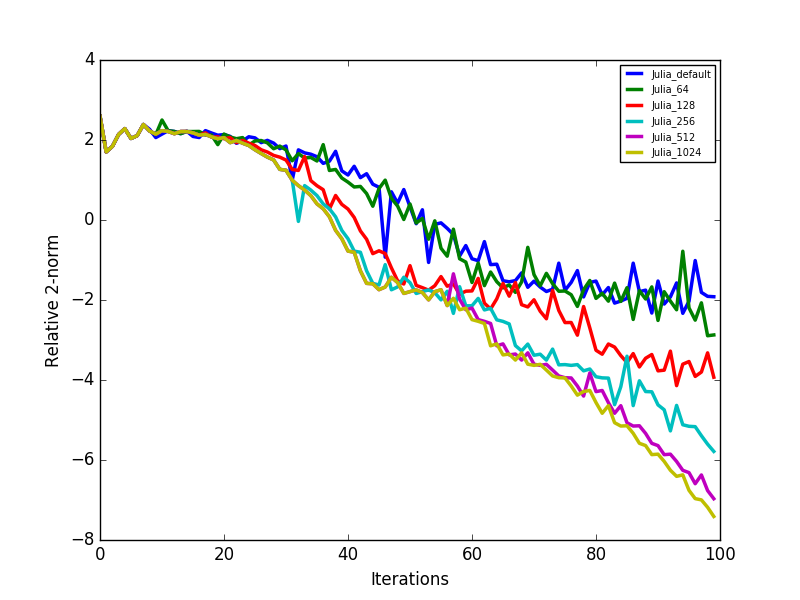 4
2
0
−2
−4
−6
−8
0 20 40 60 80 100
Relative 2-norm
Iterations
Julia_default
Julia_64
Julia_128
Julia_256
Julia_512
Julia_1024